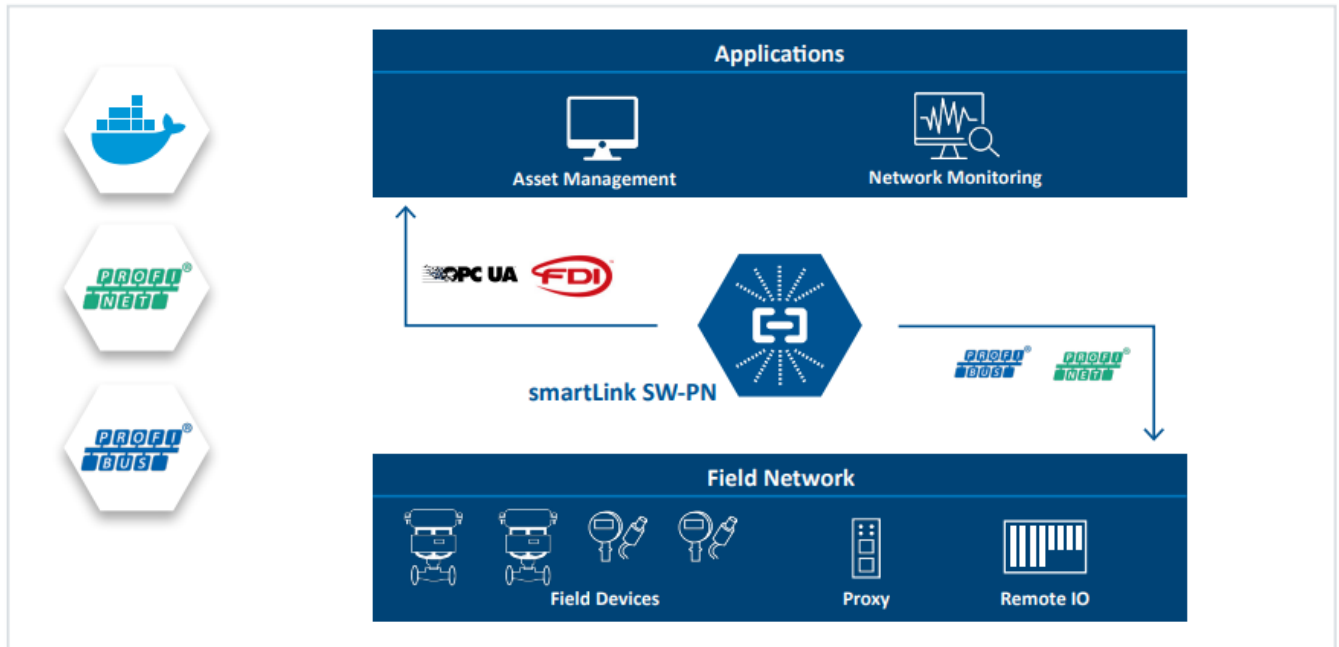 Applications
Asset Management
Network Monitoring
PROFI®
NET
PROFI®
BUS
OPC UA
FDI
smartLink SW-PN
PROFI®
BUS
PROFI®
NET
Field Network
Field Devices
Proxy
Remote IO